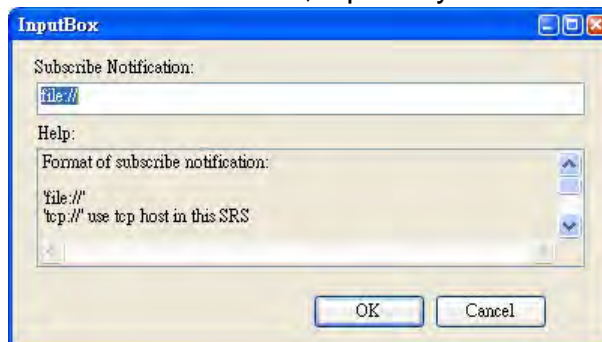 InputBox
Subscribe Notification:
file://
Help:
Format of subscribe notification:
'file://'
'tcp://' use tcp host in this SRS
OK
Cancel